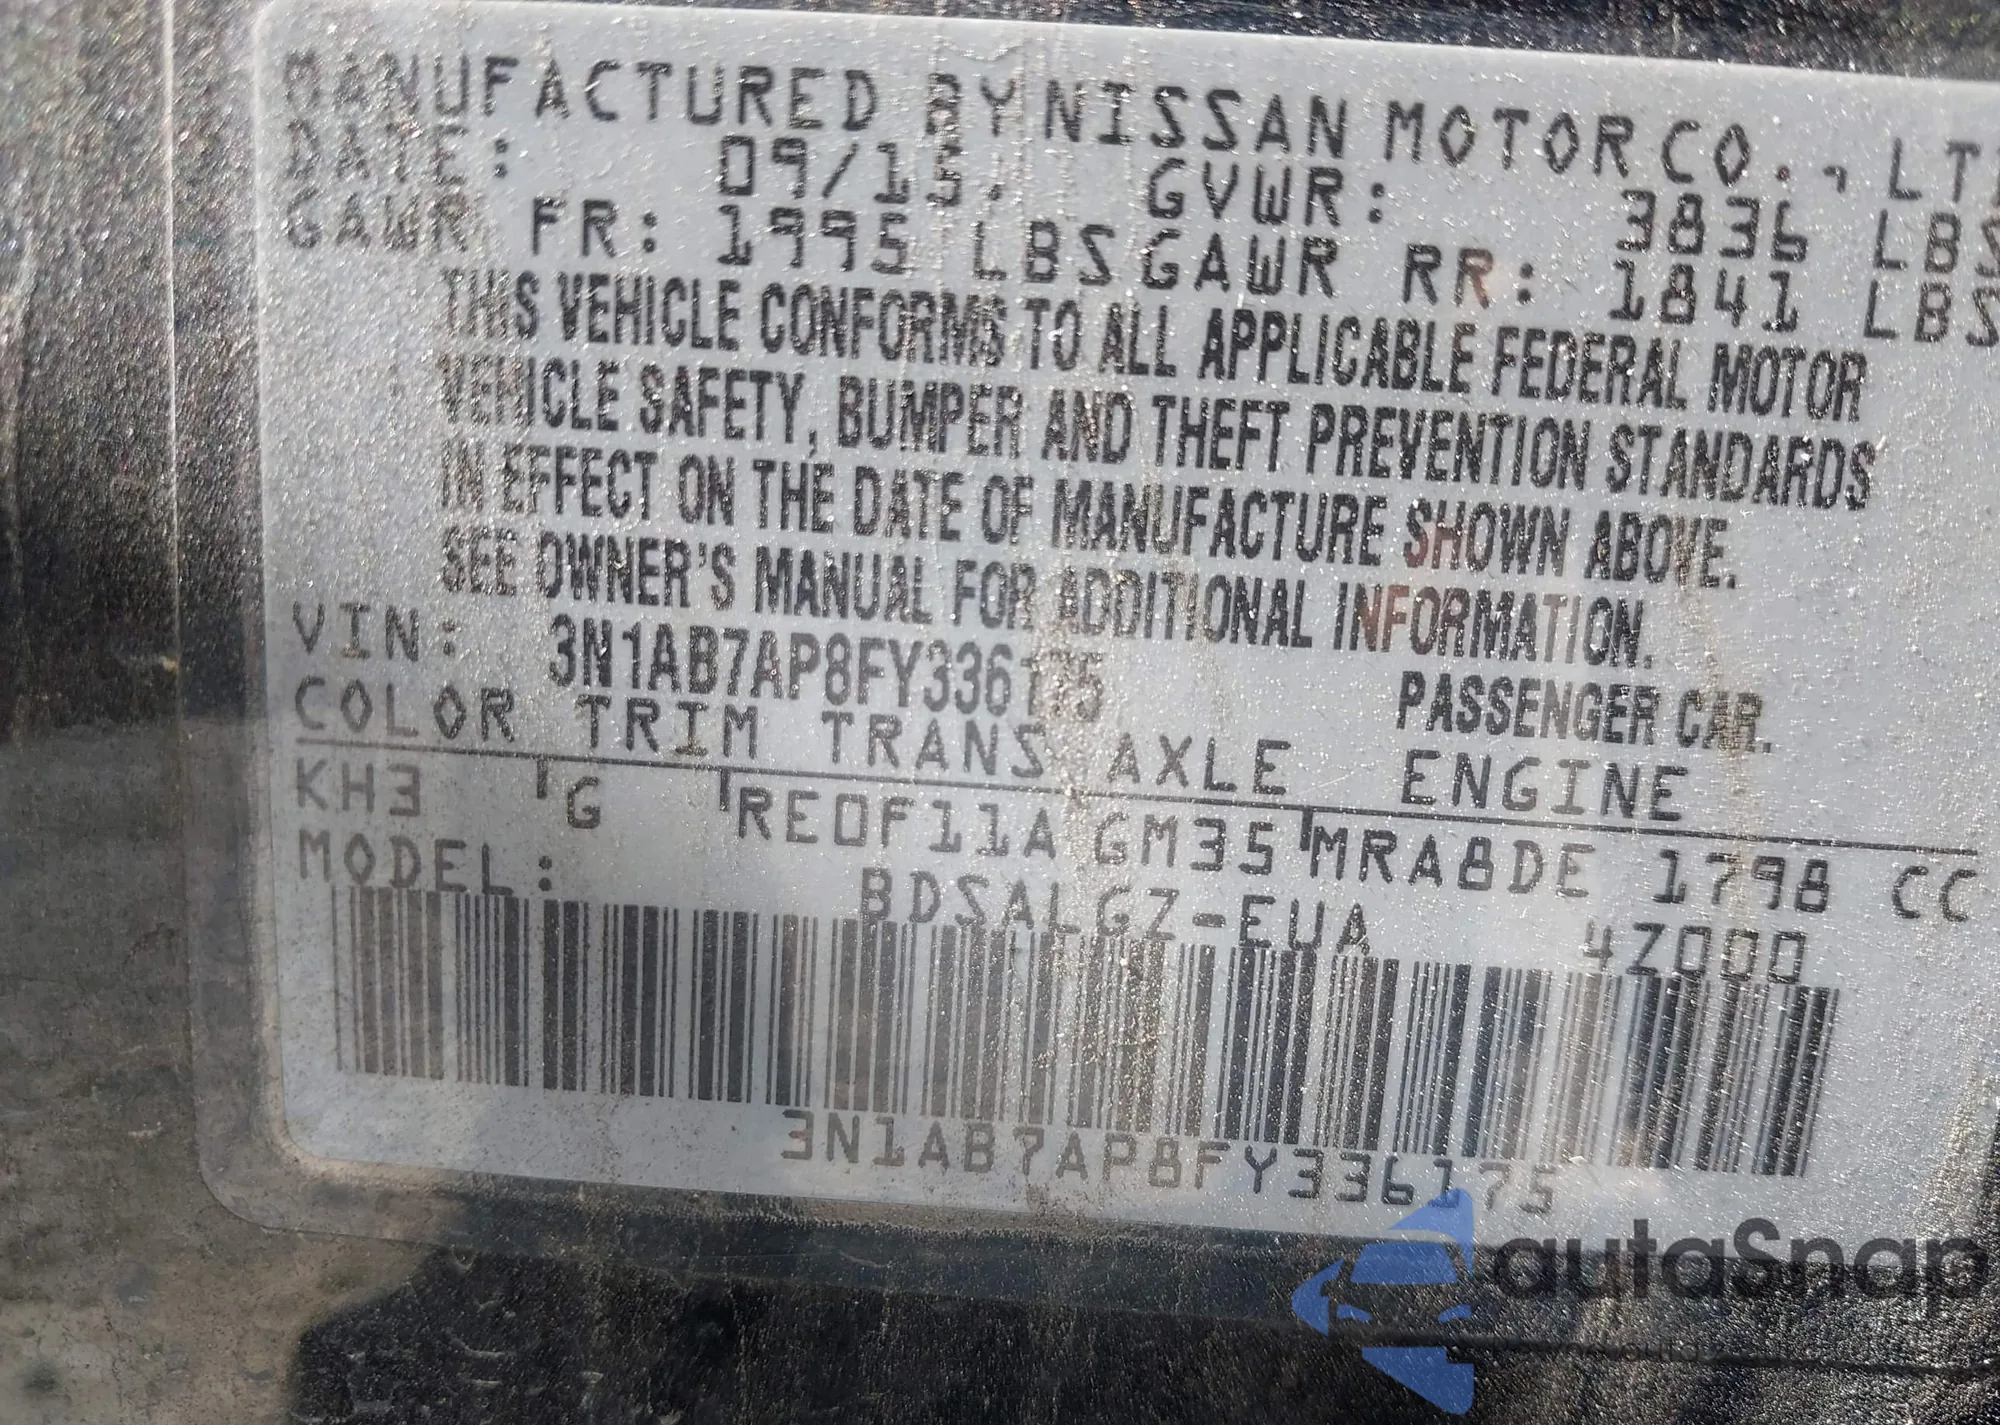 MANUFACTURED BY NISSAN MOTOR CO., LT
DATE: 09/15. GVWR: 3836 LBS
GAWR FR: 1995 LBS GAWR RR: 1841 LBS
THIS VEHICLE CONFORMS TO ALL APPLICABLE FEDERAL MOTOR
VEHICLE SAFETY, BUMPER AND THEFT PREVENTION STANDARDS
IN EFFECT ON THE DATE OF MANUFACTURE SHOWN ABOVE.
SEE OWNER'S MANUAL FOR ADDITIONAL INFORMATION.
VIN: 3N1AB7AP8FY336175 PASSENGER CAR.
COLOR TRIM TRANS AXLE ENGINE
KH3 G RE0F11A GM35 MRA8DE 1798 CC
MODEL: BDSALGZ-EUA 4Z000
3N1AB7AP8FY336175
autaSnap